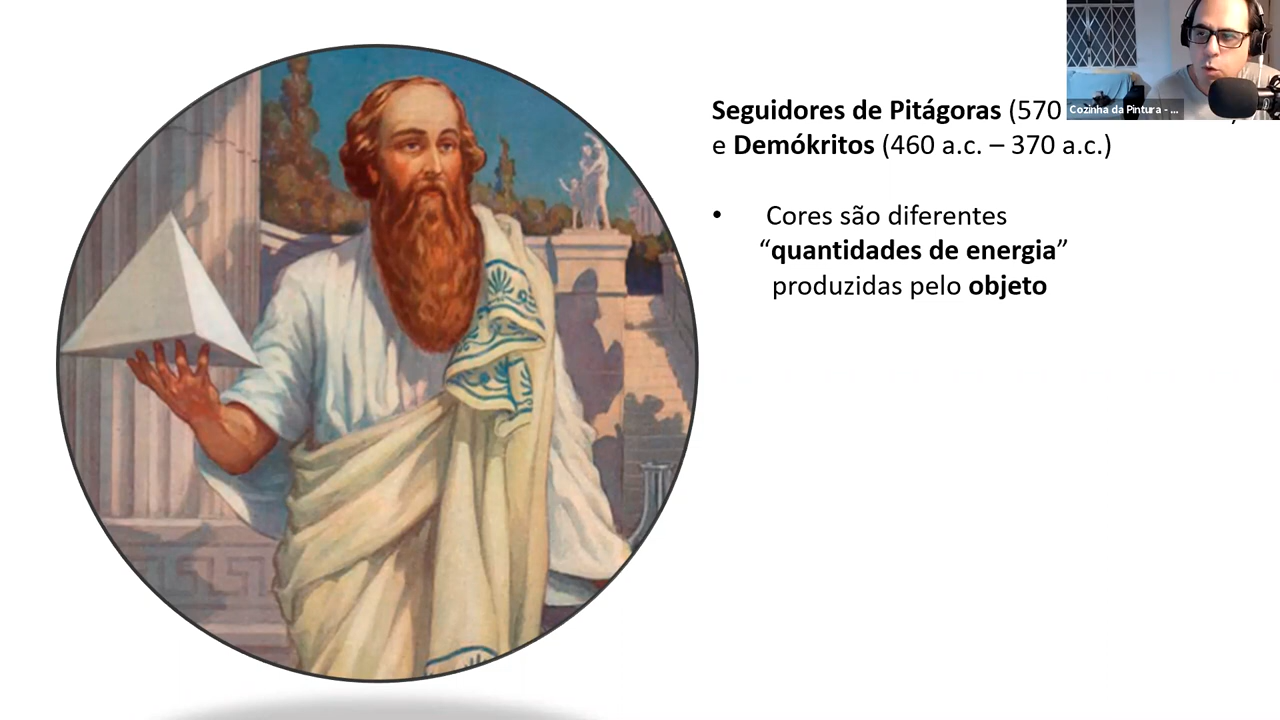 Seguidores de Pitágoras (570
e Demókritos (460 a.c. – 370 a.c.)
• Cores são diferentes
“quantidades de energia”
produzidas pelo objeto
Cozinha da Pintura - ...